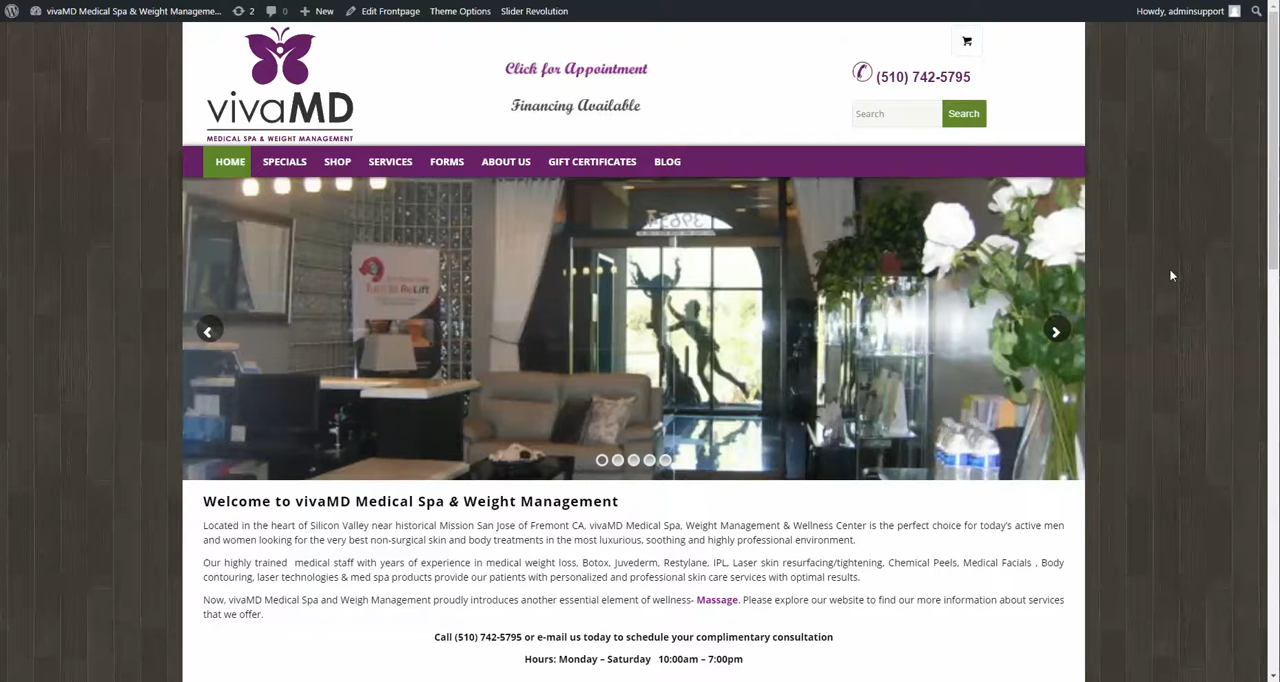 vivaMD Medical Spa & Weight Manageme... 2 0 New Edit Frontpage Theme Options Slider Revolution Howdy, adminsupport
vivaMD
MEDICAL SPA & WEIGHT MANAGEMENT
Click for Appointment
Financing Available
(510) 742-5795
Search Search
HOME SPECIALS SHOP SERVICES FORMS ABOUT US GIFT CERTIFICATES BLOG
Welcome to vivaMD Medical Spa & Weight Management
Located in the heart of Silicon Valley near historical Mission San Jose of Fremont CA, vivaMD Medical Spa, Weight Management & Wellness Center is the perfect choice for today's active men
and women looking for the very best non-surgical skin and body treatments in the most luxurious, soothing and highly professional environment.
Our highly trained medical staff with years of experience in medical weight loss, Botox, Juvederm, Restylane, IPL, Laser skin resurfacing/tightening, Chemical Peels, Medical Facials , Body
contouring, laser technologies & med spa products provide our patients with personalized and professional skin care services with optimal results.
Now, vivaMD Medical Spa and Weigh Management proudly introduces another essential element of wellness- Massage. Please explore our website to find our more information about services
that we offer.
Call (510) 742-5795 or e-mail us today to schedule your complimentary consultation
Hours: Monday – Saturday 10:00am – 7:00pm